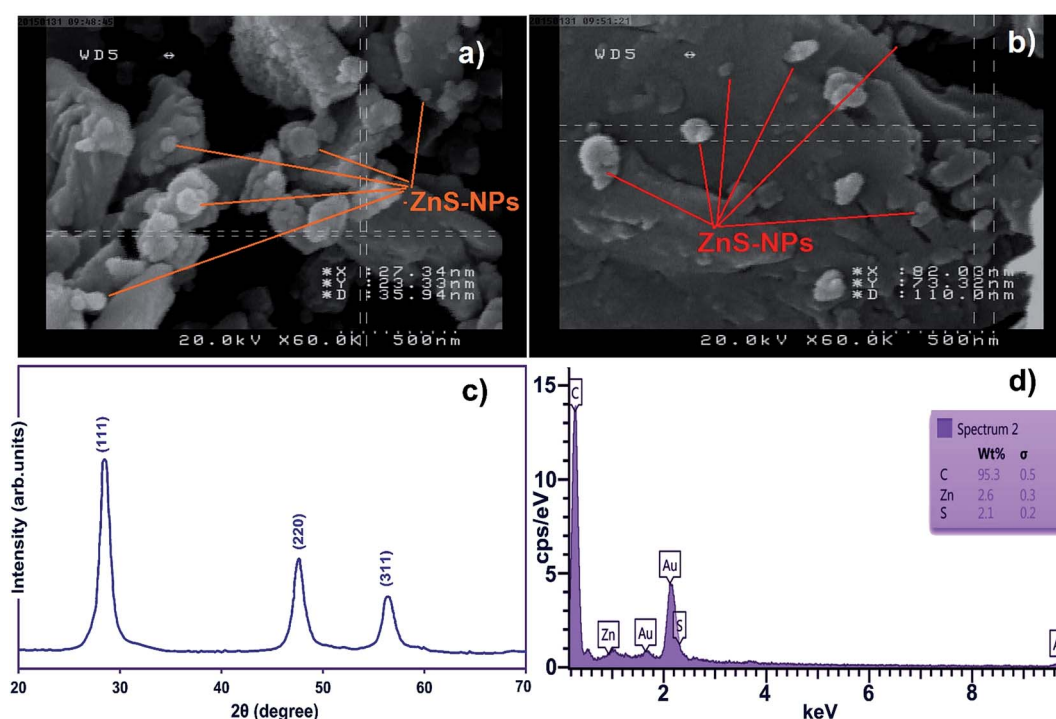 20150131 09:48:45
a)
WD5
ZnS-NPs
*X :27.34nm
*Y :23.33nm
*D :35.94nm
20.0kV X60.0K 500nm
20150131 09:51:21
b)
WD5
ZnS-NPs
*X :82.03nm
*Y :73.32nm
*D :110.0nm
20.0kV X60.0K 500nm
c)
Intensity (arb.units)
(111)
(220)
(311)
20 30 40 50 60 70
2θ (degree)
d)
cps/eV
15
10
5
0
C
Zn
Au
Au
S
A
Spectrum 2
Wt% σ
C 95.3 0.5
Zn 2.6 0.3
S 2.1 0.2
2 4 6 8
keV